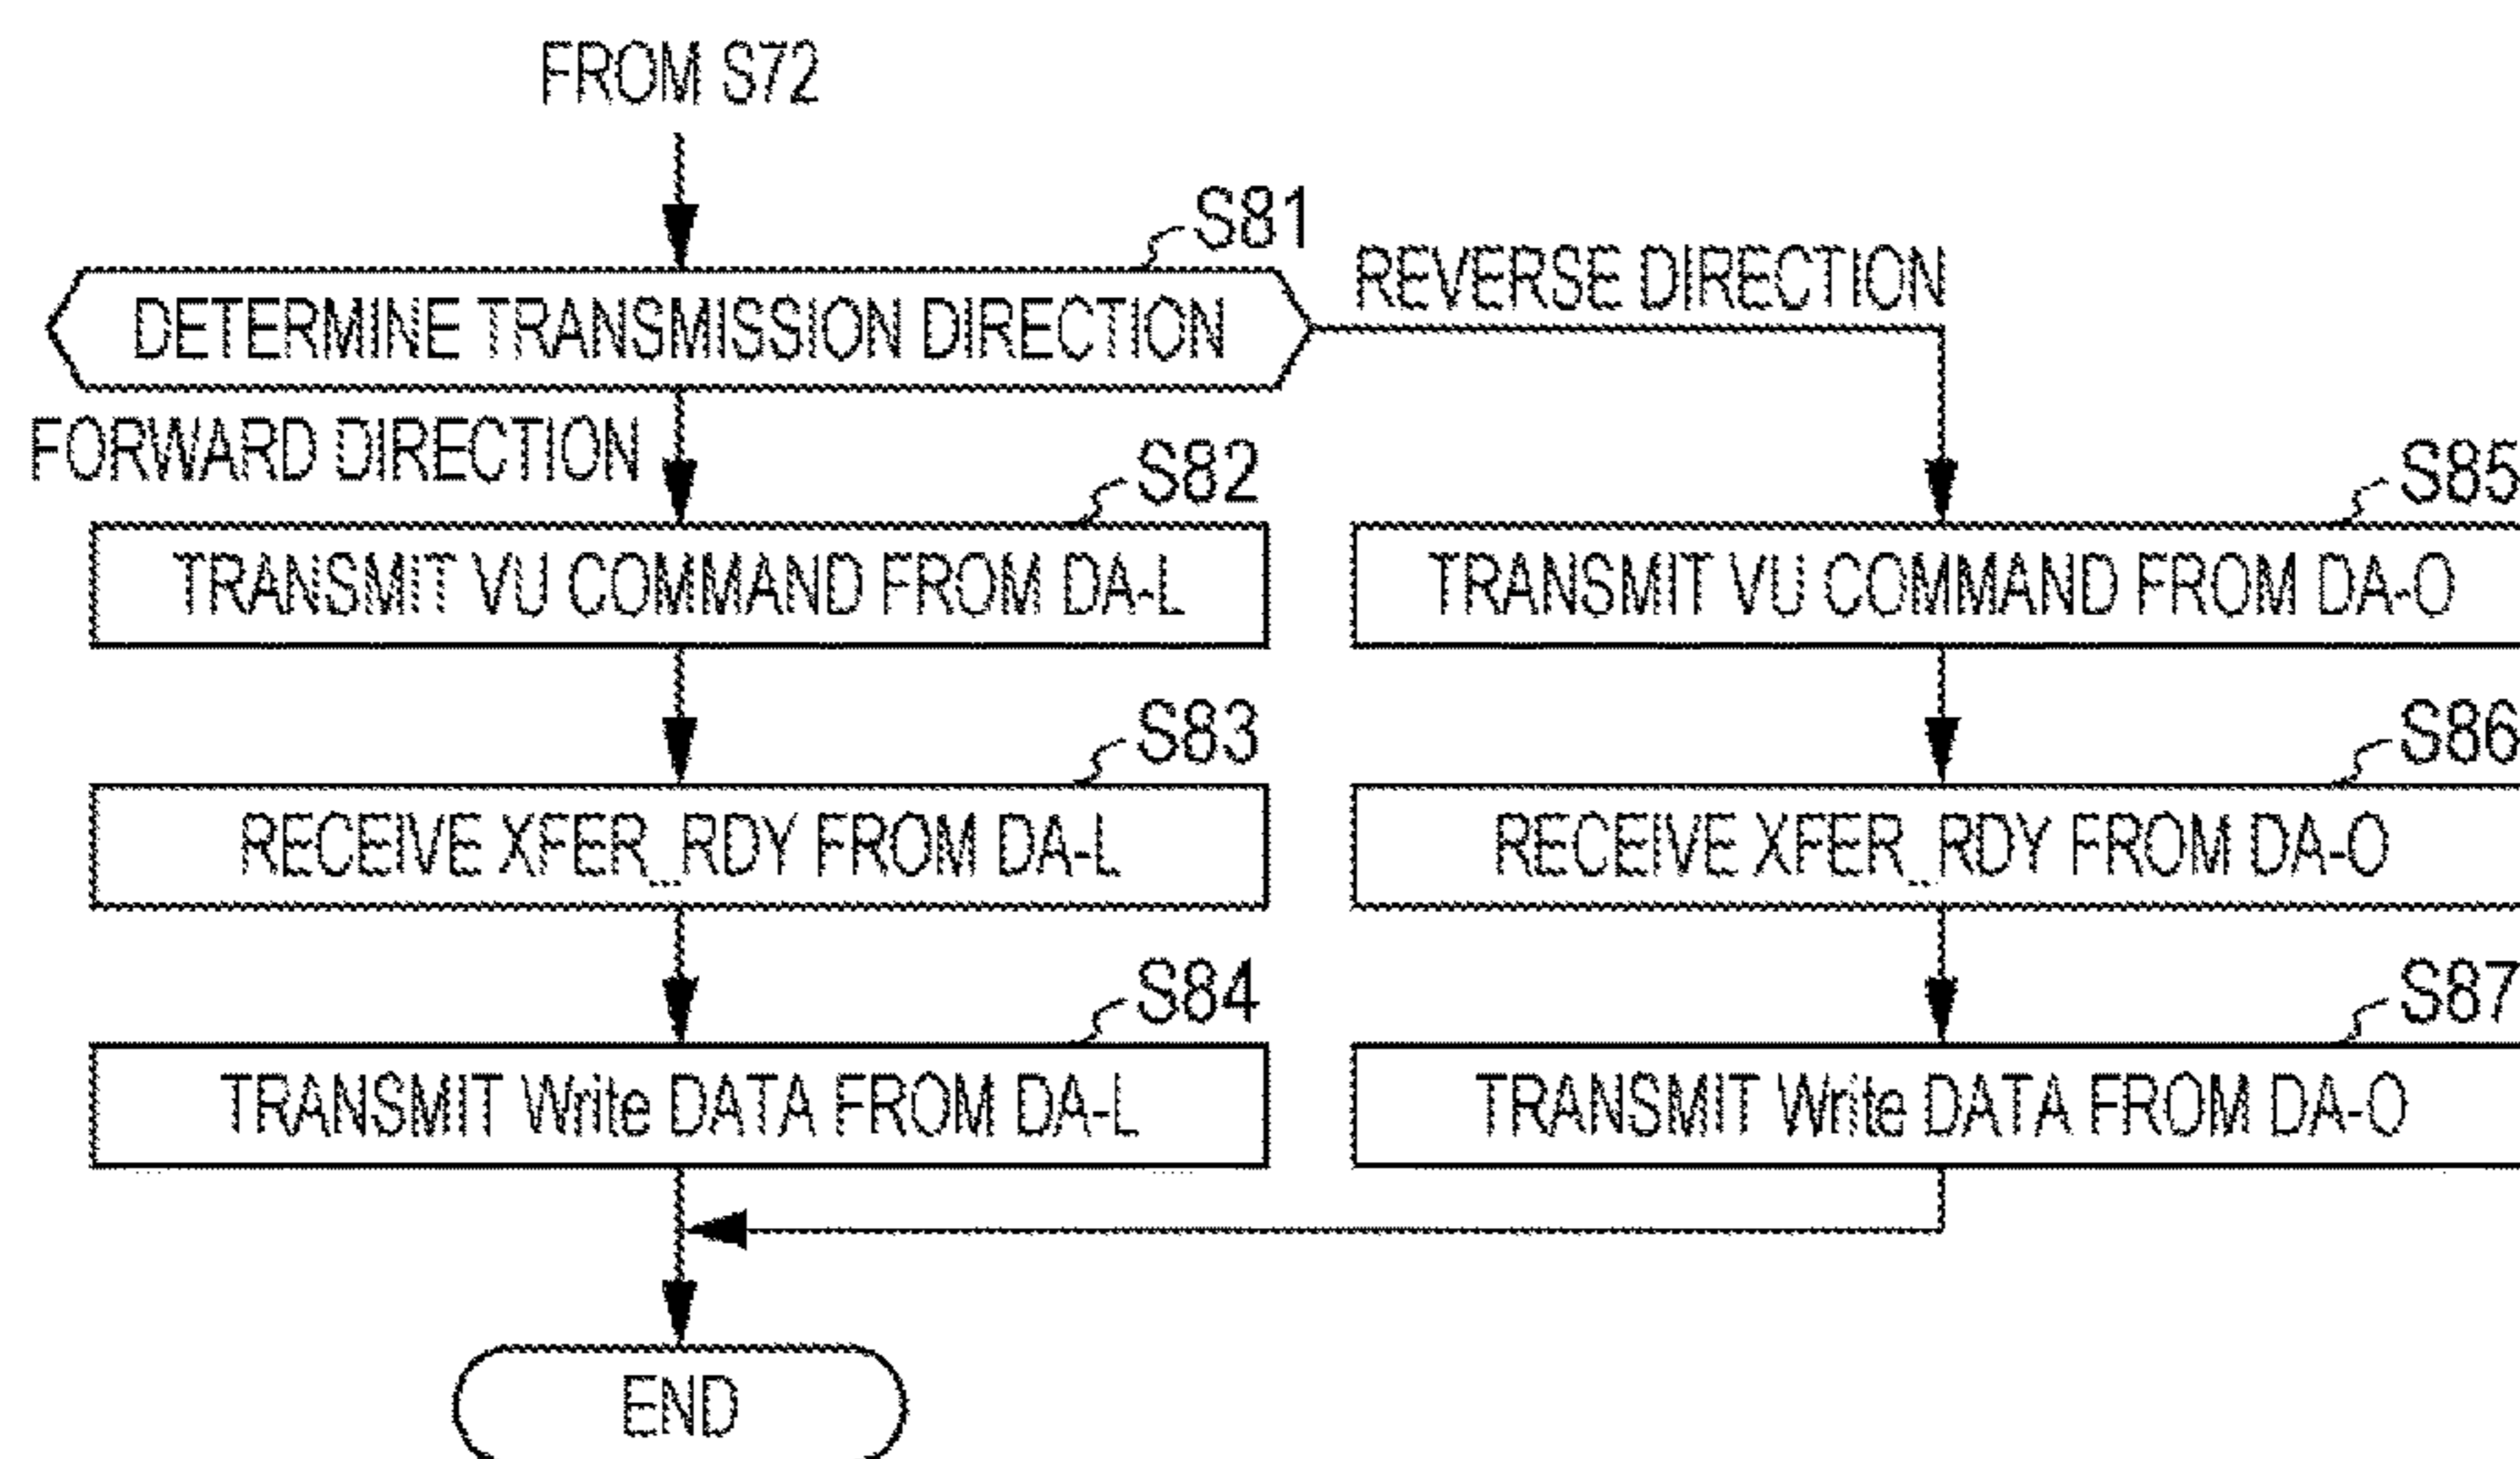 FROM S72
S81
DETERMINE TRANSMISSION DIRECTION
REVERSE DIRECTION
FORWARD DIRECTION
S82
TRANSMIT VU COMMAND FROM DA-L
S85
TRANSMIT VU COMMAND FROM DA-O
S83
RECEIVE XFER_RDY FROM DA-L
S86
RECEIVE XFER_RDY FROM DA-O
S84
TRANSMIT Write DATA FROM DA-L
S87
TRANSMIT Write DATA FROM DA-O
END